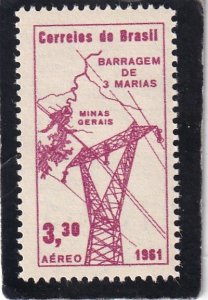 Correios do Brasil
BARRAGEM
DE
3 MARIAS
MINAS
GERAIS
3,30
AÉREO 1961